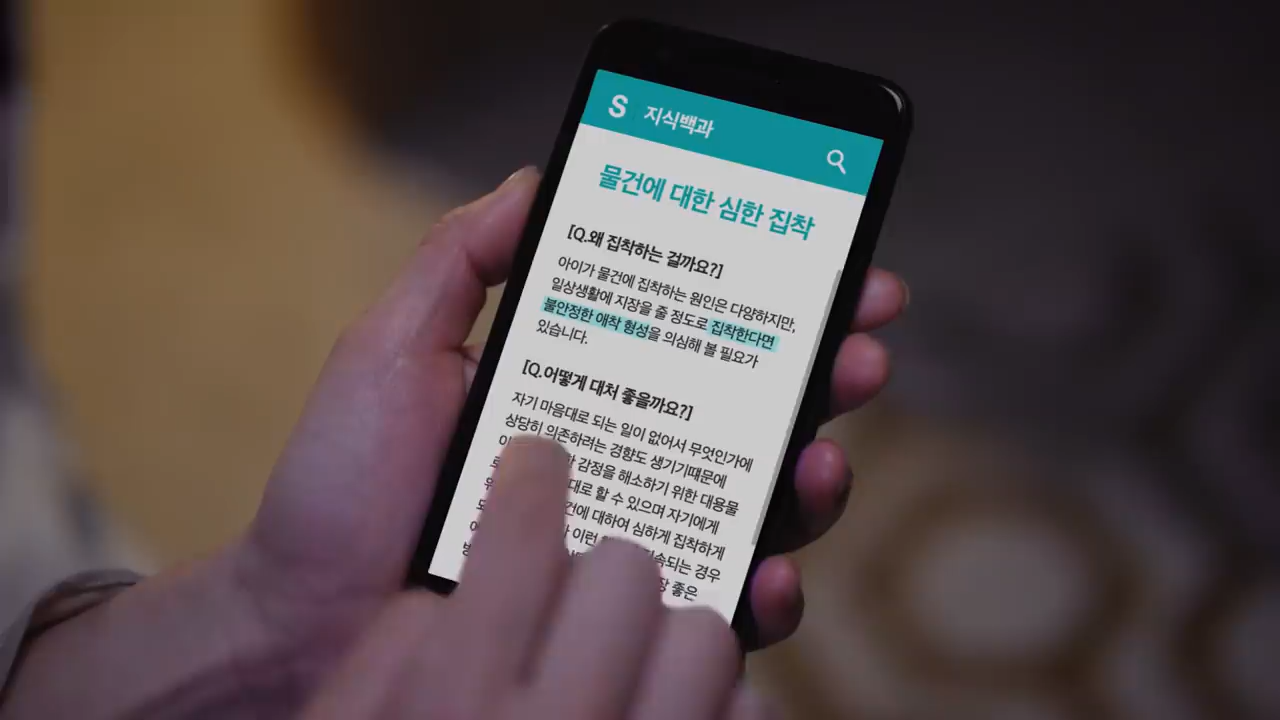 S 지식백과
물건에 대한 심한 집착
[Q.왜 집착하는 걸까요?]
아이가 물건에 집착하는 원인은 다양하지만,
일상생활에 지장을 줄 정도로 집착한다면
불안정한 애착 형성을 의심해 볼 필요가
있습니다.
[Q.어떻게 대처 좋을까요?]
자기 마음대로 되는 일이 없어서 무엇인가에
상당히 의존하려는 경향도 생기기때문에
감정을 해소하기 위한 대용물
대로 할 수 있으며 자기에게
대하여 심하게 집착하게
이런
되는 경우
좋은